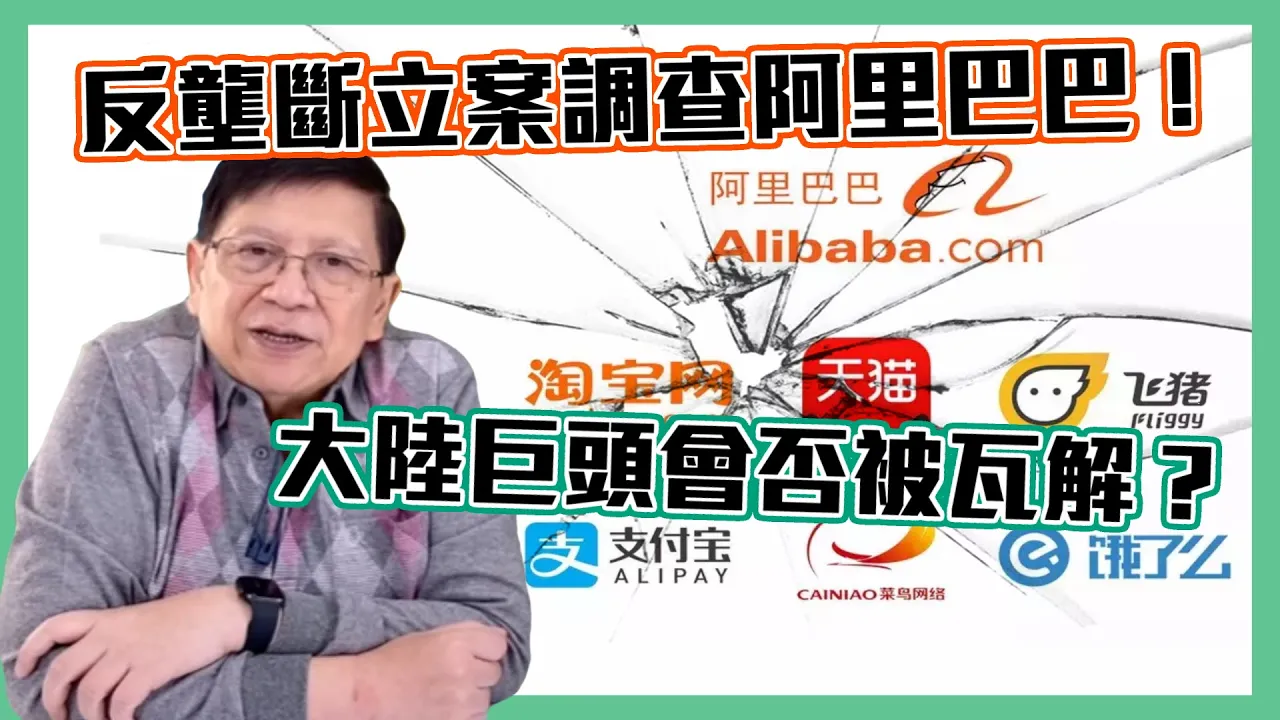 反壟斷立案調查阿里巴巴！
阿里巴巴
Alibaba.com
淘宝网
天猫
飞猪
Fliggy
大陸巨頭會否被瓦解？
支 支付宝
ALIPAY
CAINIAO 菜鸟网络
饿了么